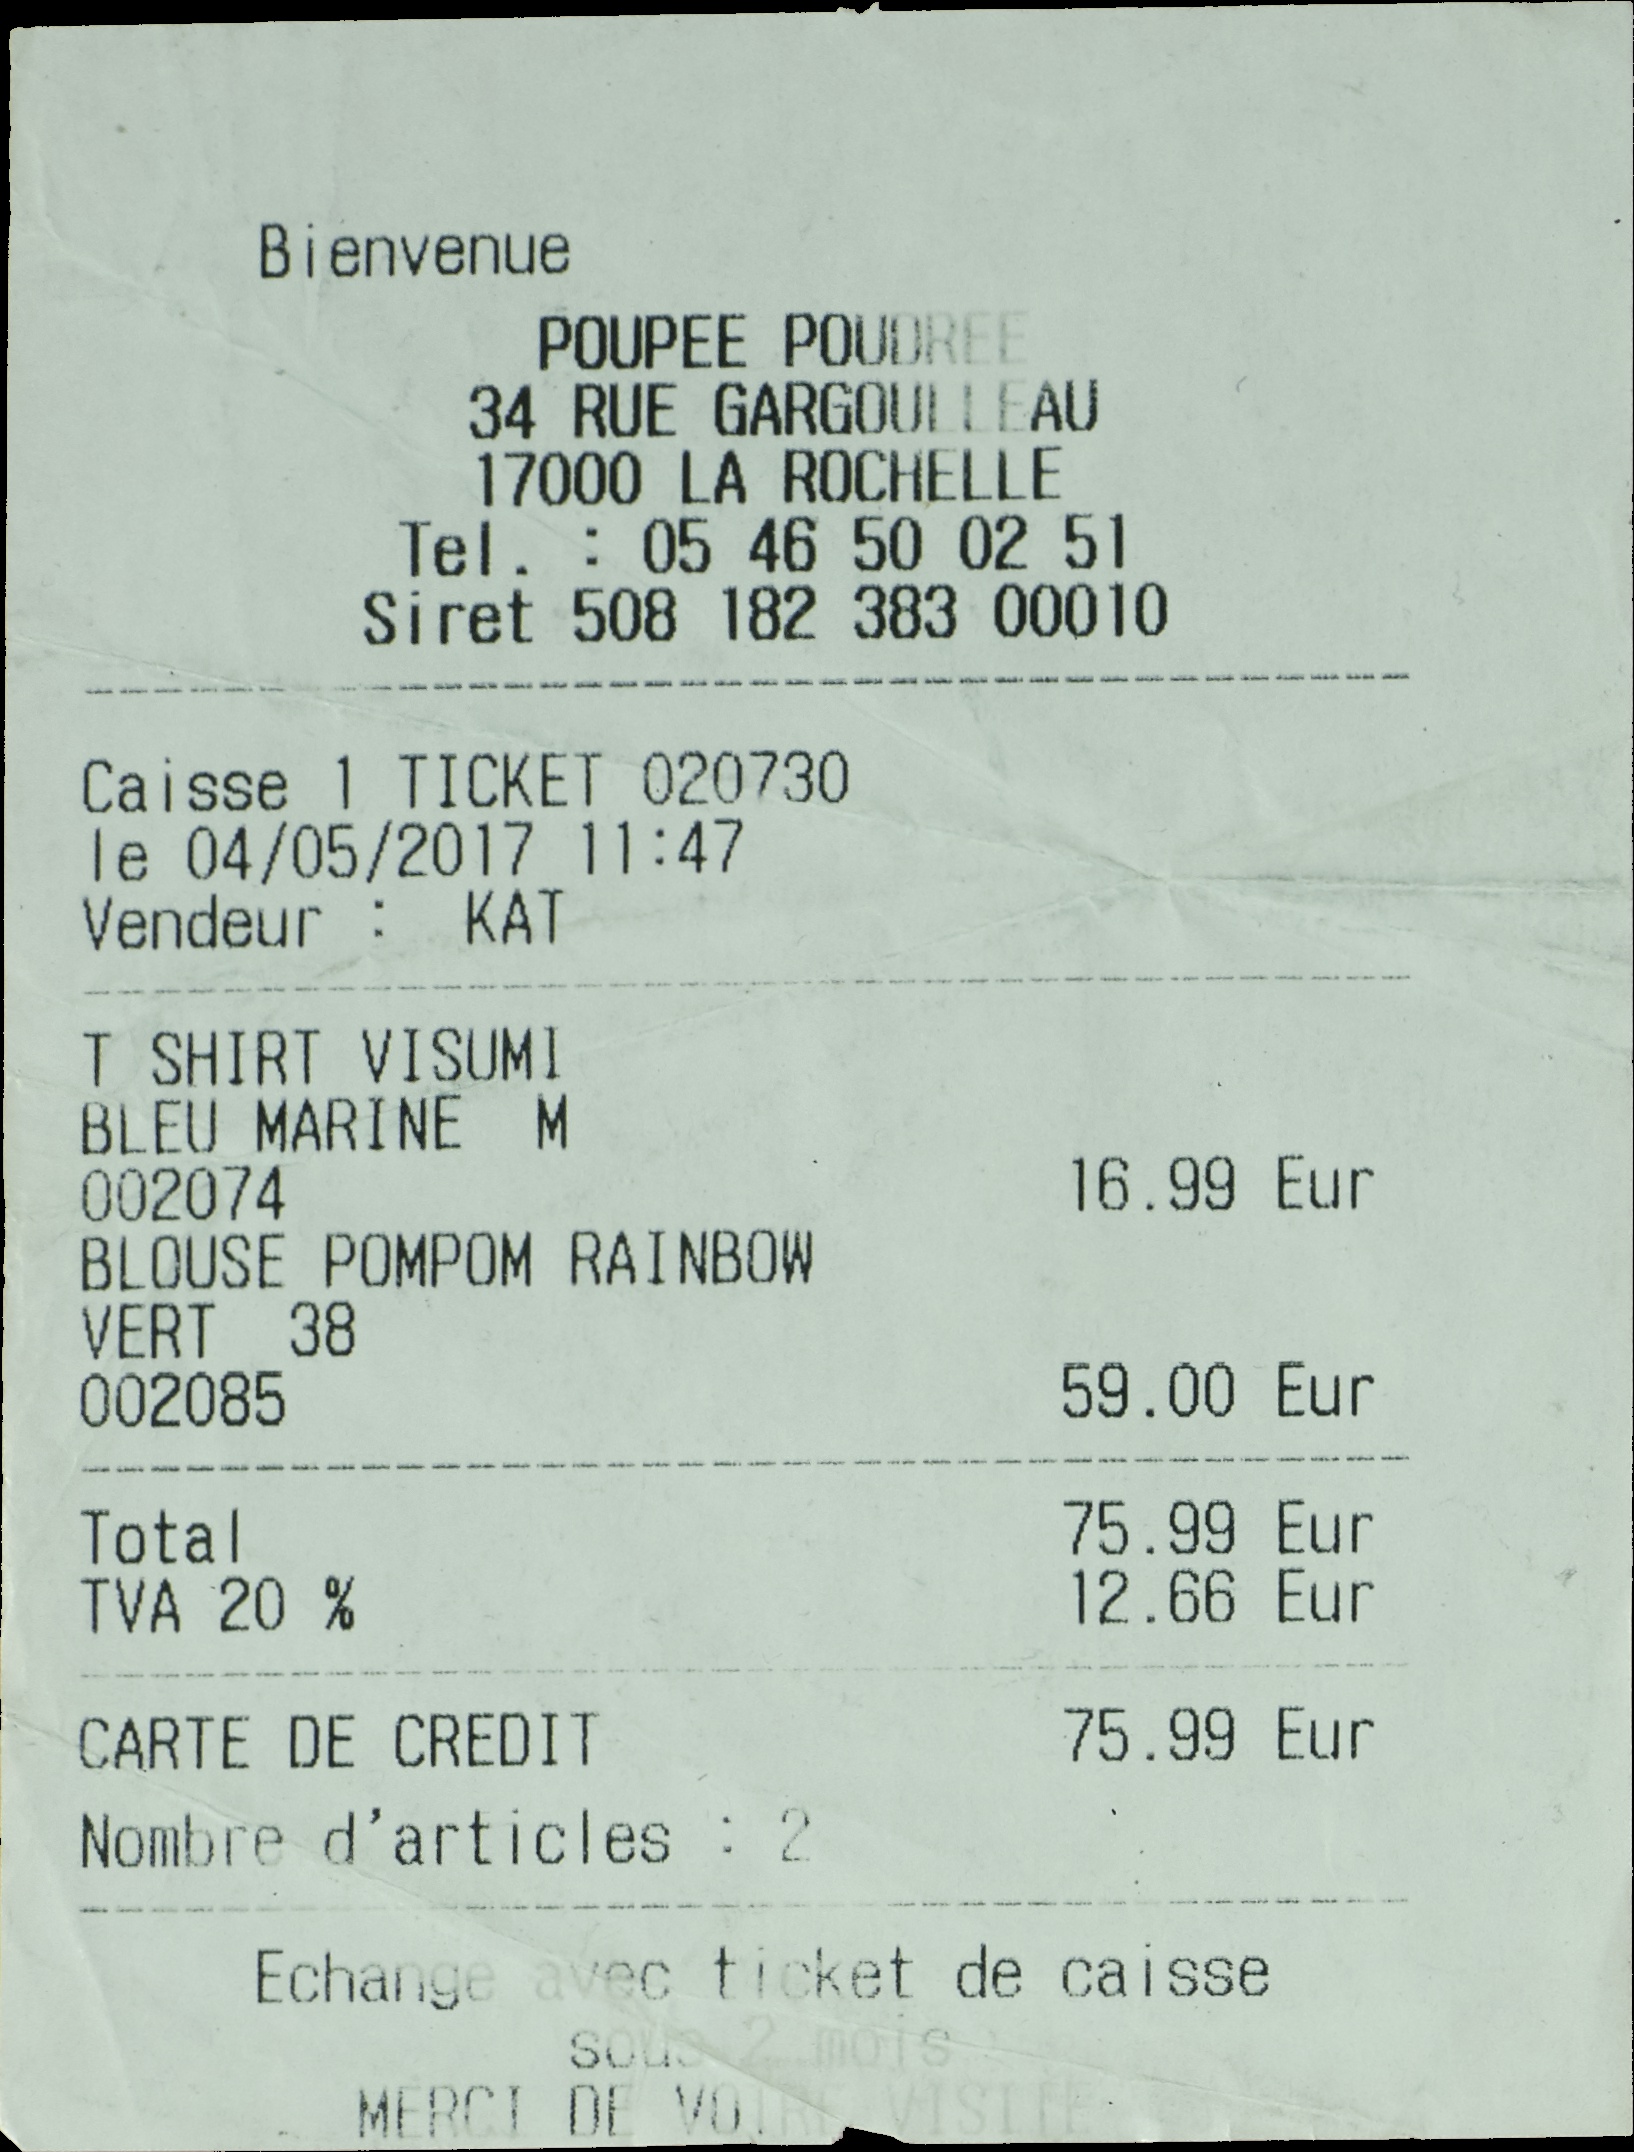 Bienvenue
POUPEE POUDREE
34 RUE GARGOULLEAU
17000 LA ROCHELLE
Tel. : 05 46 50 02 51
Siret 508 182 383 00010
Caisse 1 TICKET 020730
le 04/05/2017 11:47
Vendeur : KAT
T SHIRT VISUMI
BLEU MARINE M
002074 16.99 Eur
BLOUSE POMPOM RAINBOW
VERT 38
002085 59.00 Eur
Total 75.99 Eur
TVA 20 % 12.66 Eur
CARTE DE CREDIT 75.99 Eur
Nombre d'articles : 2
Echange avec ticket de caisse
sous 2 mois
MERCI DE VOTRE VISITE